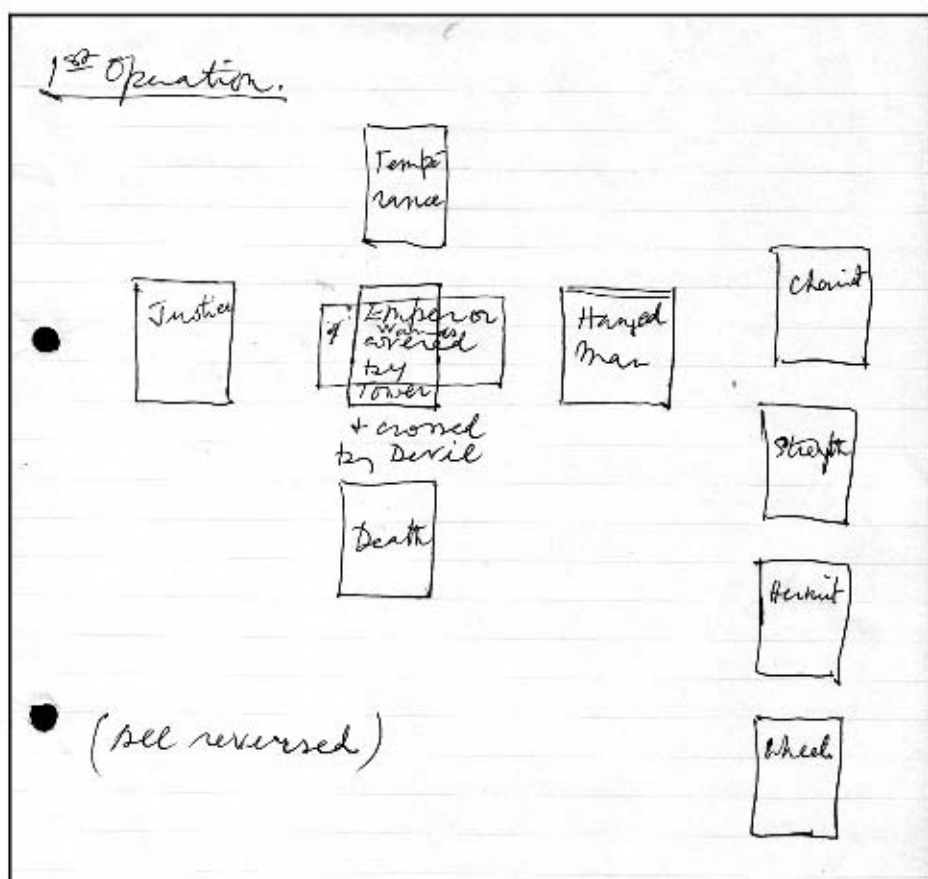 1st Operation.
Tempe
rance
Justice
Emperor
covered
by
Tower
+ crossed
by Devil
Hanged
Man
Chariot
Strength
Death
Hermit
Wheel
(all reversed)